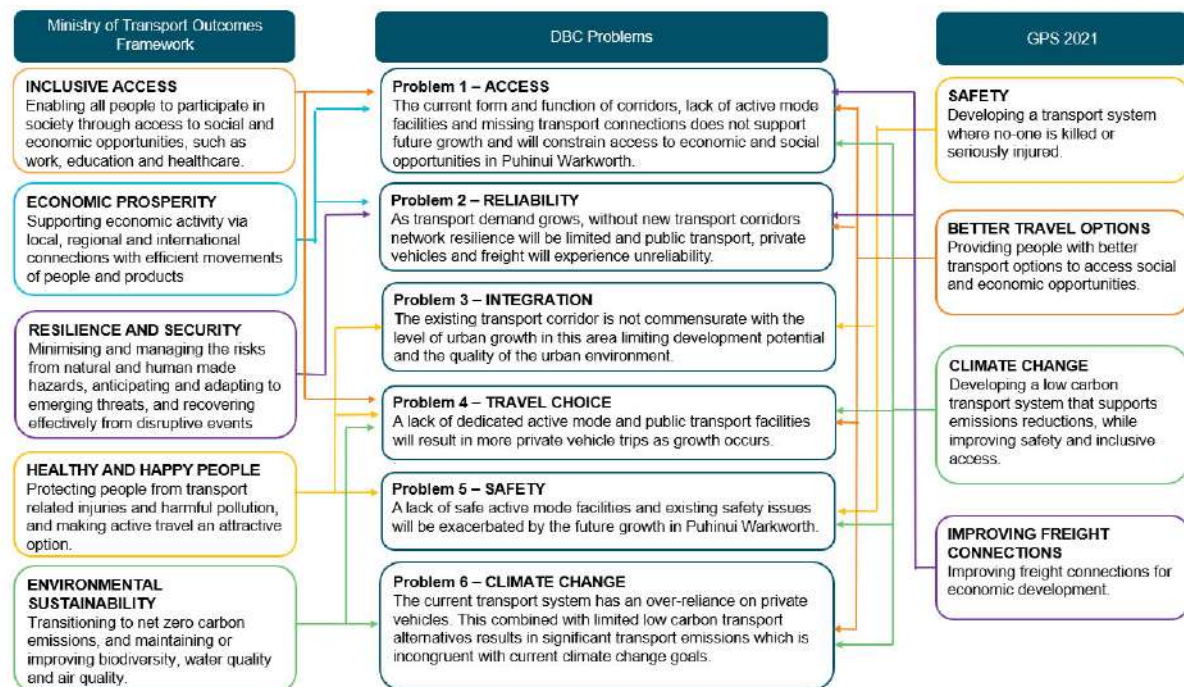 Ministry of Transport Outcomes
Framework
INCLUSIVE ACCESS
Enabling all people to participate in
society through access to social and
economic opportunities, such as
work, education and healthcare.
ECONOMIC PROSPERITY
Supporting economic activity via
local, regional and international
connections with efficient movements
of people and products
RESILIENCE AND SECURITY
Minimising and managing the risks
from natural and human made
hazards, anticipating and adapting to
emerging threats, and recovering
effectively from disruptive events
HEALTHY AND HAPPY PEOPLE
Protecting people from transport
related injuries and harmful pollution,
and making active travel an attractive
option.
ENVIRONMENTAL
SUSTAINABILITY
Transitioning to net zero carbon
emissions, and maintaining or
improving biodiversity, water quality
and air quality.
DBC Problems
Problem 1 – ACCESS
The current form and function of corridors, lack of active mode
facilities and missing transport connections does not support
future growth and will constrain access to economic and social
opportunities in Puhinui Warkworth.
Problem 2 – RELIABILITY
As transport demand grows, without new transport corridors
network resilience will be limited and public transport, private
vehicles and freight will experience unreliability.
Problem 3 – INTEGRATION
The existing transport corridor is not commensurate with the
level of urban growth in this area limiting development potential
and the quality of the urban environment.
Problem 4 – TRAVEL CHOICE
A lack of dedicated active mode and public transport facilities
will result in more private vehicle trips as growth occurs.
Problem 5 – SAFETY
A lack of safe active mode facilities and existing safety issues
will be exacerbated by the future growth in Puhinui Warkworth.
Problem 6 – CLIMATE CHANGE
The current transport system has an over-reliance on private
vehicles. This combined with limited low carbon transport
alternatives results in significant transport emissions which is
incongruent with current climate change goals.
GPS 2021
SAFETY
Developing a transport system
where no-one is killed or
seriously injured.
BETTER TRAVEL OPTIONS
Providing people with better
transport options to access social
and economic opportunities.
CLIMATE CHANGE
Developing a low carbon
transport system that supports
emissions reductions, while
improving safety and inclusive
access.
IMPROVING FREIGHT
CONNECTIONS
Improving freight connections for
economic development.